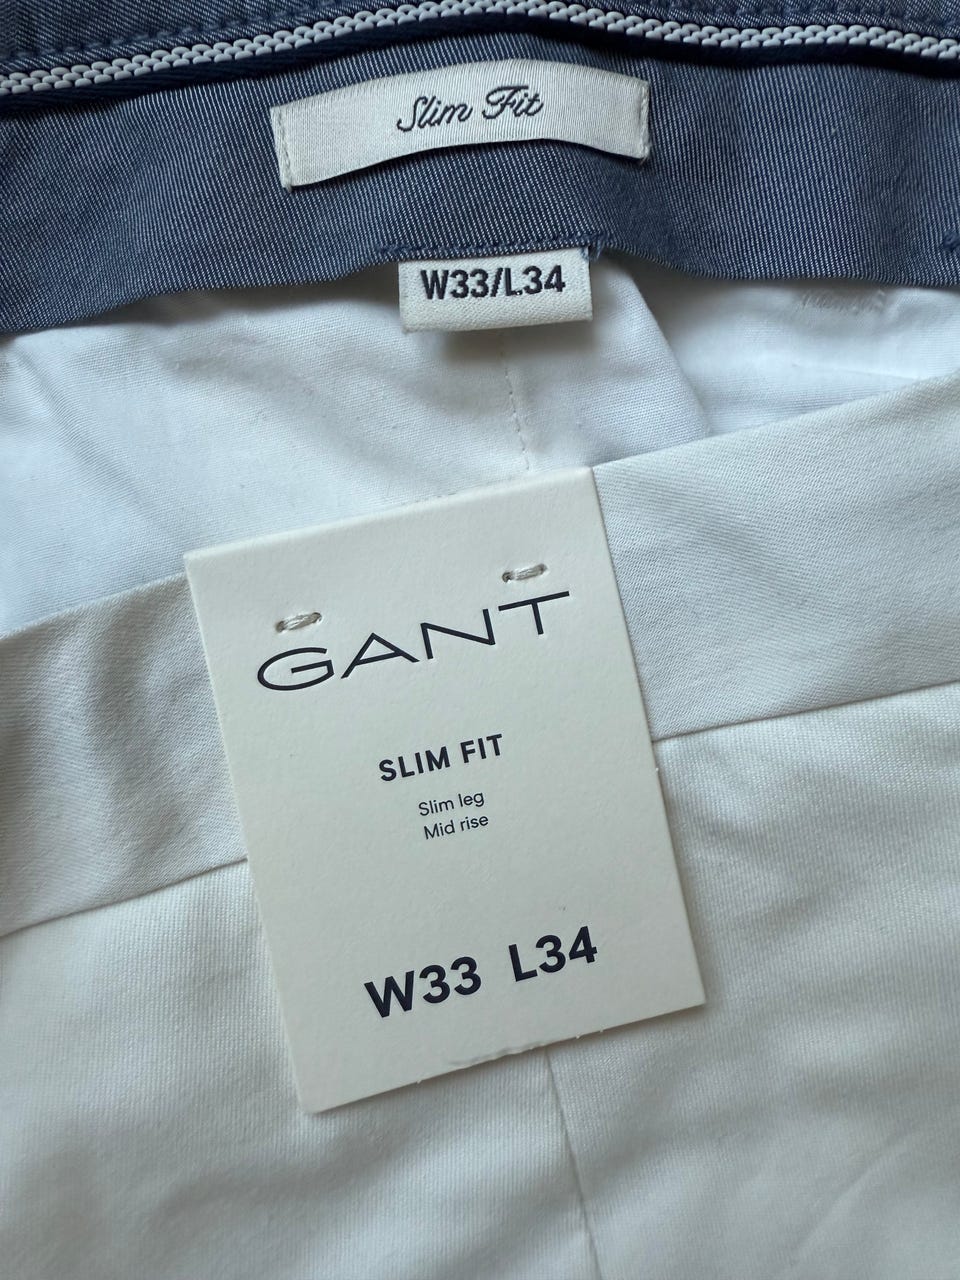 Slim Fit
W33/L34
GANT
SLIM FIT
Slim leg
Mid rise
W33 L34